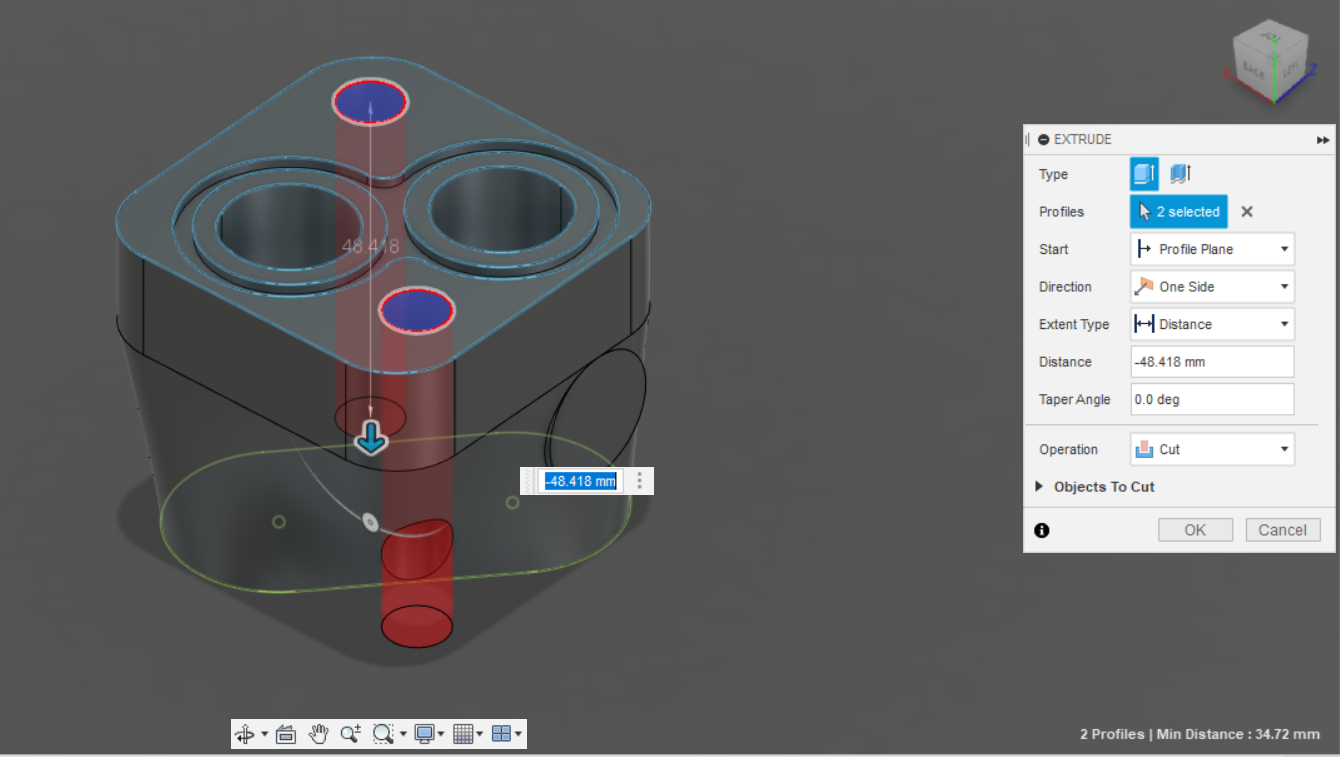 BACK
LEFT
X
Z
EXTRUDE
Type
Profiles 2 selected
Start Profile Plane
Direction One Side
Extent Type Distance
Distance -48.418 mm
Taper Angle 0.0 deg
Operation Cut
Objects To Cut
OK Cancel
48.418
-48.418 mm
2 Profiles | Min Distance : 34.72 mm